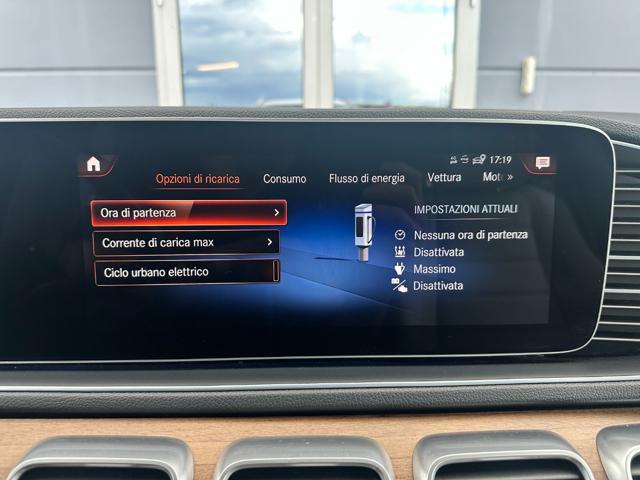 17:19
Opzioni di ricarica Consumo Flusso di energia Vettura Mot »
Ora di partenza
Corrente di carica max
Ciclo urbano elettrico
IMPOSTAZIONI ATTUALI
Nessuna ora di partenza
Disattivata
Massimo
Disattivata